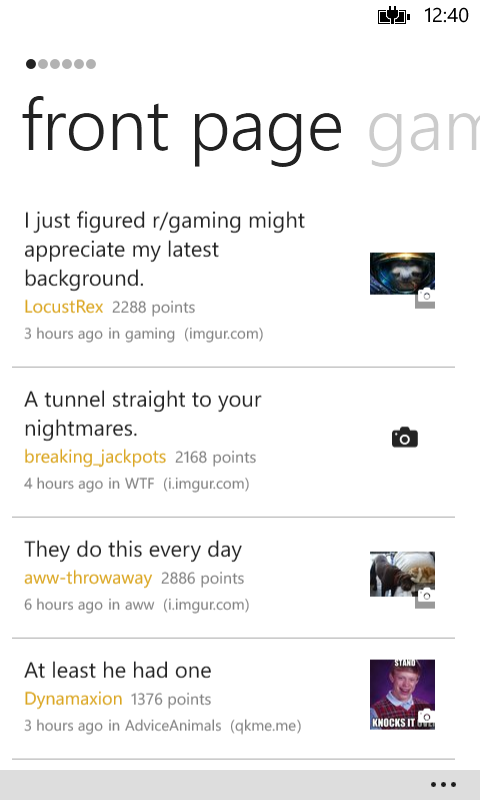 12:40
front page gam
I just figured r/gaming might
appreciate my latest
background.
LocustRex 2288 points
3 hours ago in gaming (imgur.com)
A tunnel straight to your
nightmares.
breaking_jackpots 2168 points
4 hours ago in WTF (i.imgur.com)
They do this every day
aww-throwaway 2886 points
6 hours ago in aww (i.imgur.com)
At least he had one
Dynamaxion 1376 points
3 hours ago in AdviceAnimals (qkme.me)
STAND
KNOCKS IT